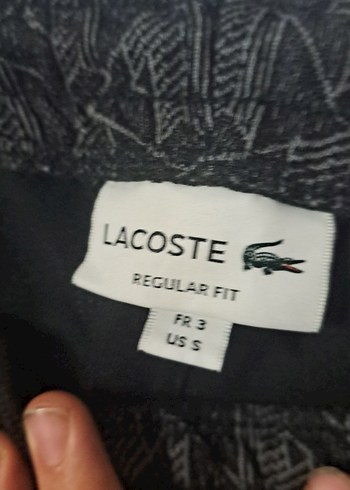 LACOSTE
REGULAR FIT
FR 3
US S